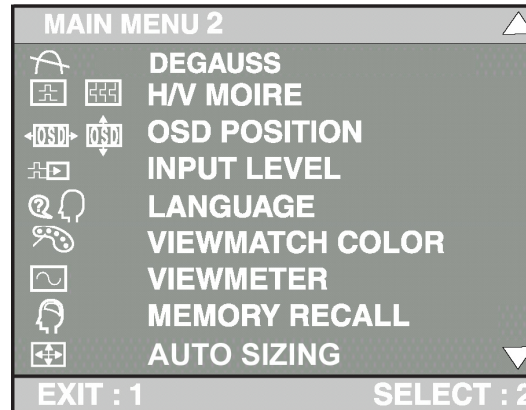 MAIN MENU 2
DEGAUSS
H/V MOIRE
OSD OSD OSD POSITION
INPUT LEVEL
LANGUAGE
VIEWMATCH COLOR
VIEWMETER
MEMORY RECALL
AUTO SIZING
EXIT : 1 SELECT : 2